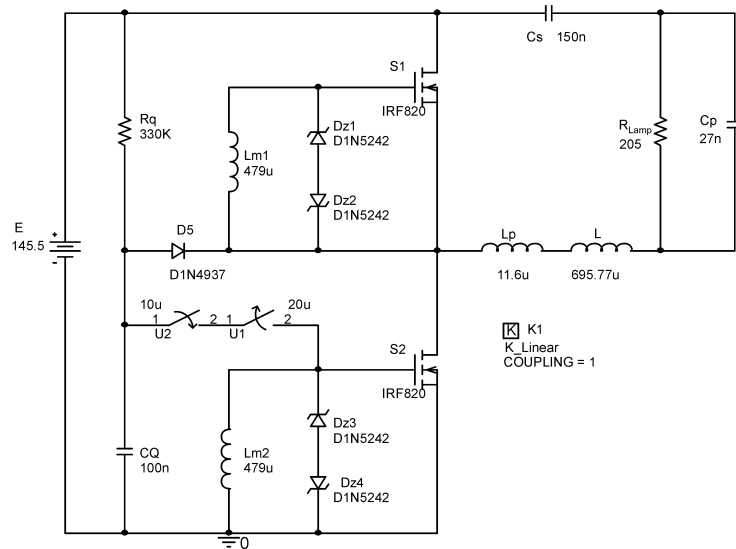 Cs 150n
S1
IRF820
Rq
330K
Dz1
D1N5242
Lm1
479u
Dz2
D1N5242
R Lamp
205
Cp
27n
E
+
145.5
-
D5
D1N4937
Lp
11.6u
L
695.77u
10u
20u
1 2 1 2
U2 U1
K K1
K_Linear
COUPLING = 1
S2
IRF820
Dz3
D1N5242
CQ
100n
Lm2
479u
Dz4
D1N5242
0